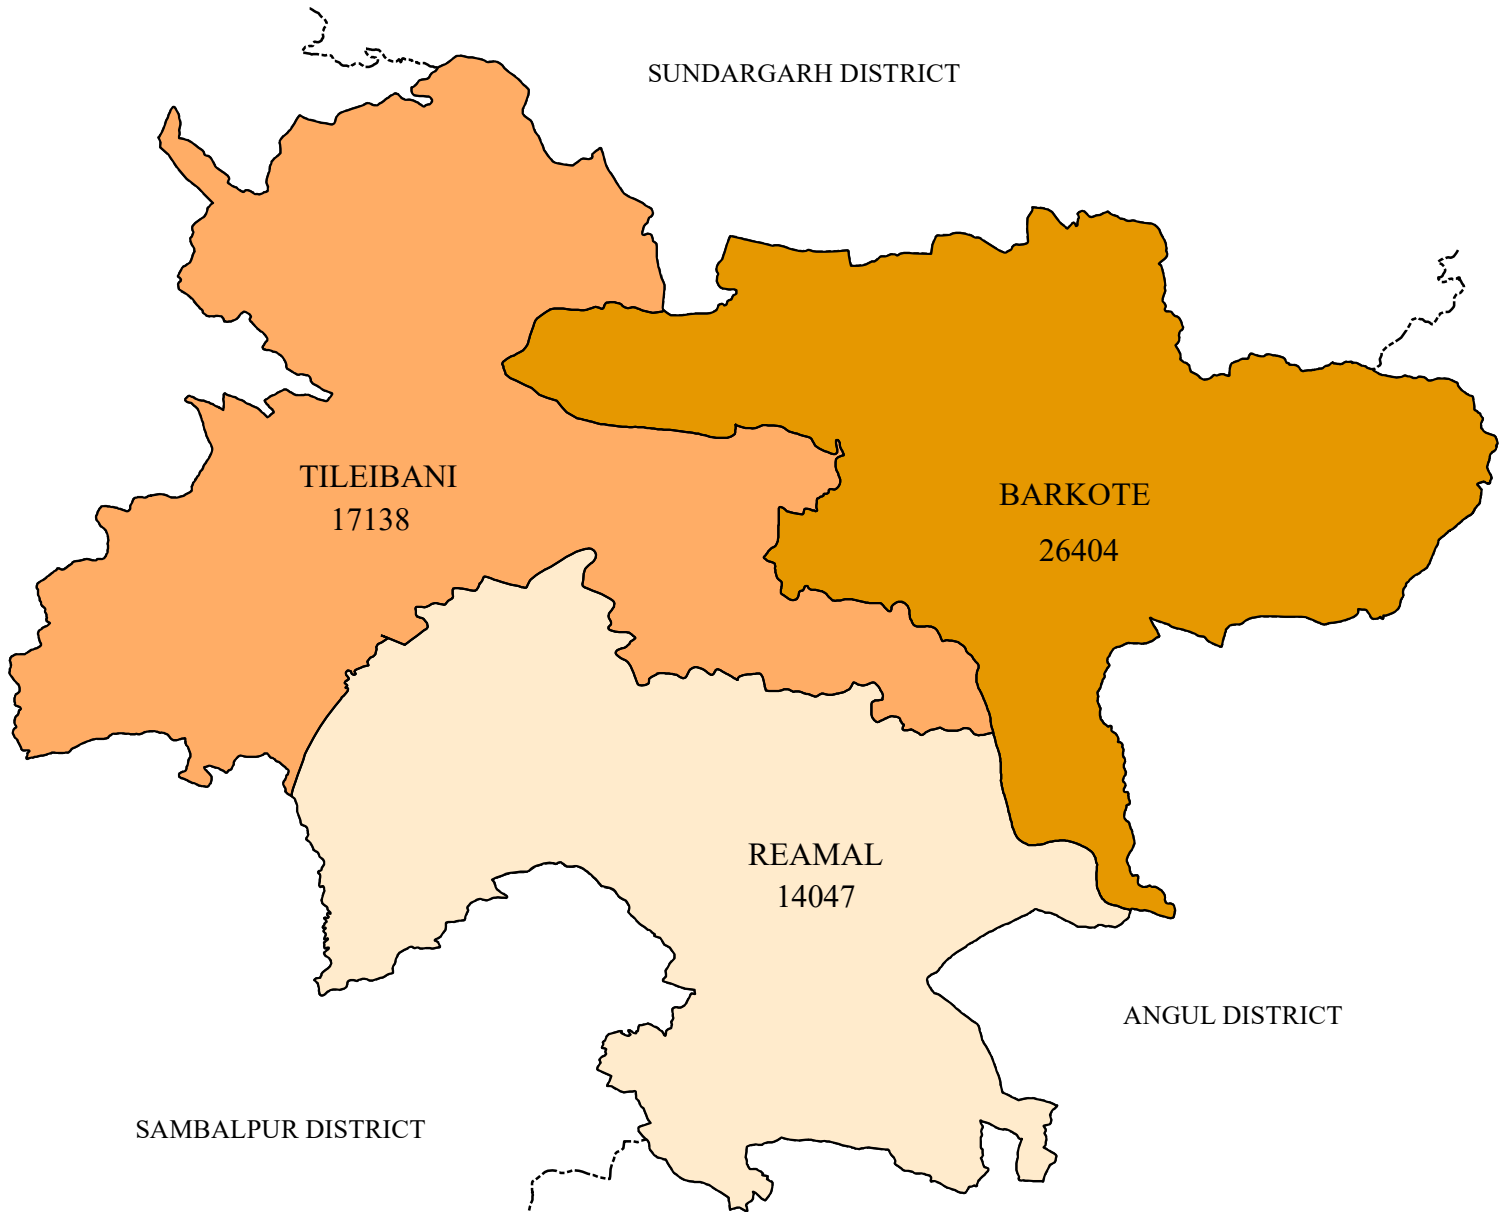 SUNDARGARH DISTRICT
TILEIBANI
17138
BARKOTE
26404
REAMAL
14047
ANGUL DISTRICT
SAMBALPUR DISTRICT